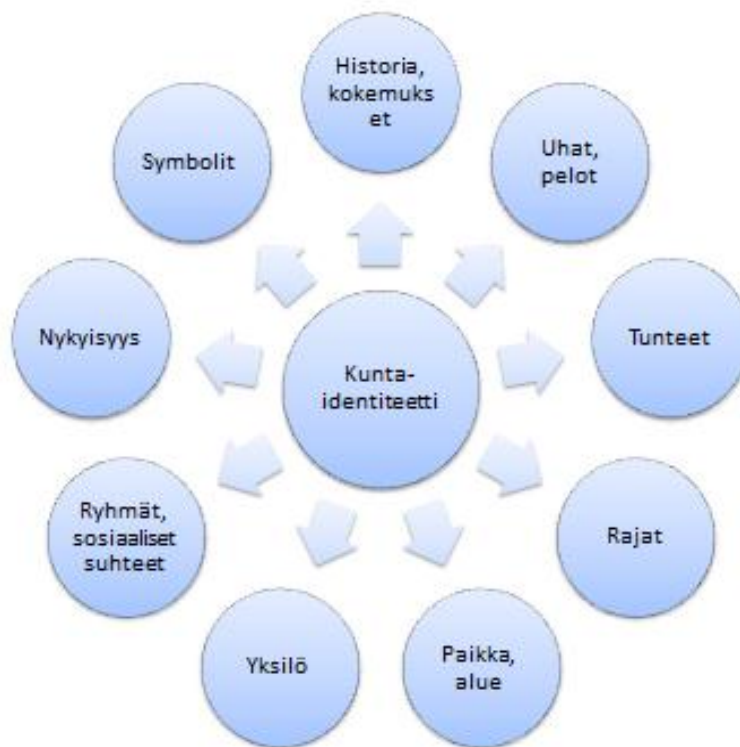 Historia,
kokemuks
et
Uhat,
pelot
Tunteet
Rajat
Paikka,
alue
Yksilö
Ryhmät,
sosiaaliset
suhteet
Nykyisyys
Symbolit
Kunta-
identiteetti